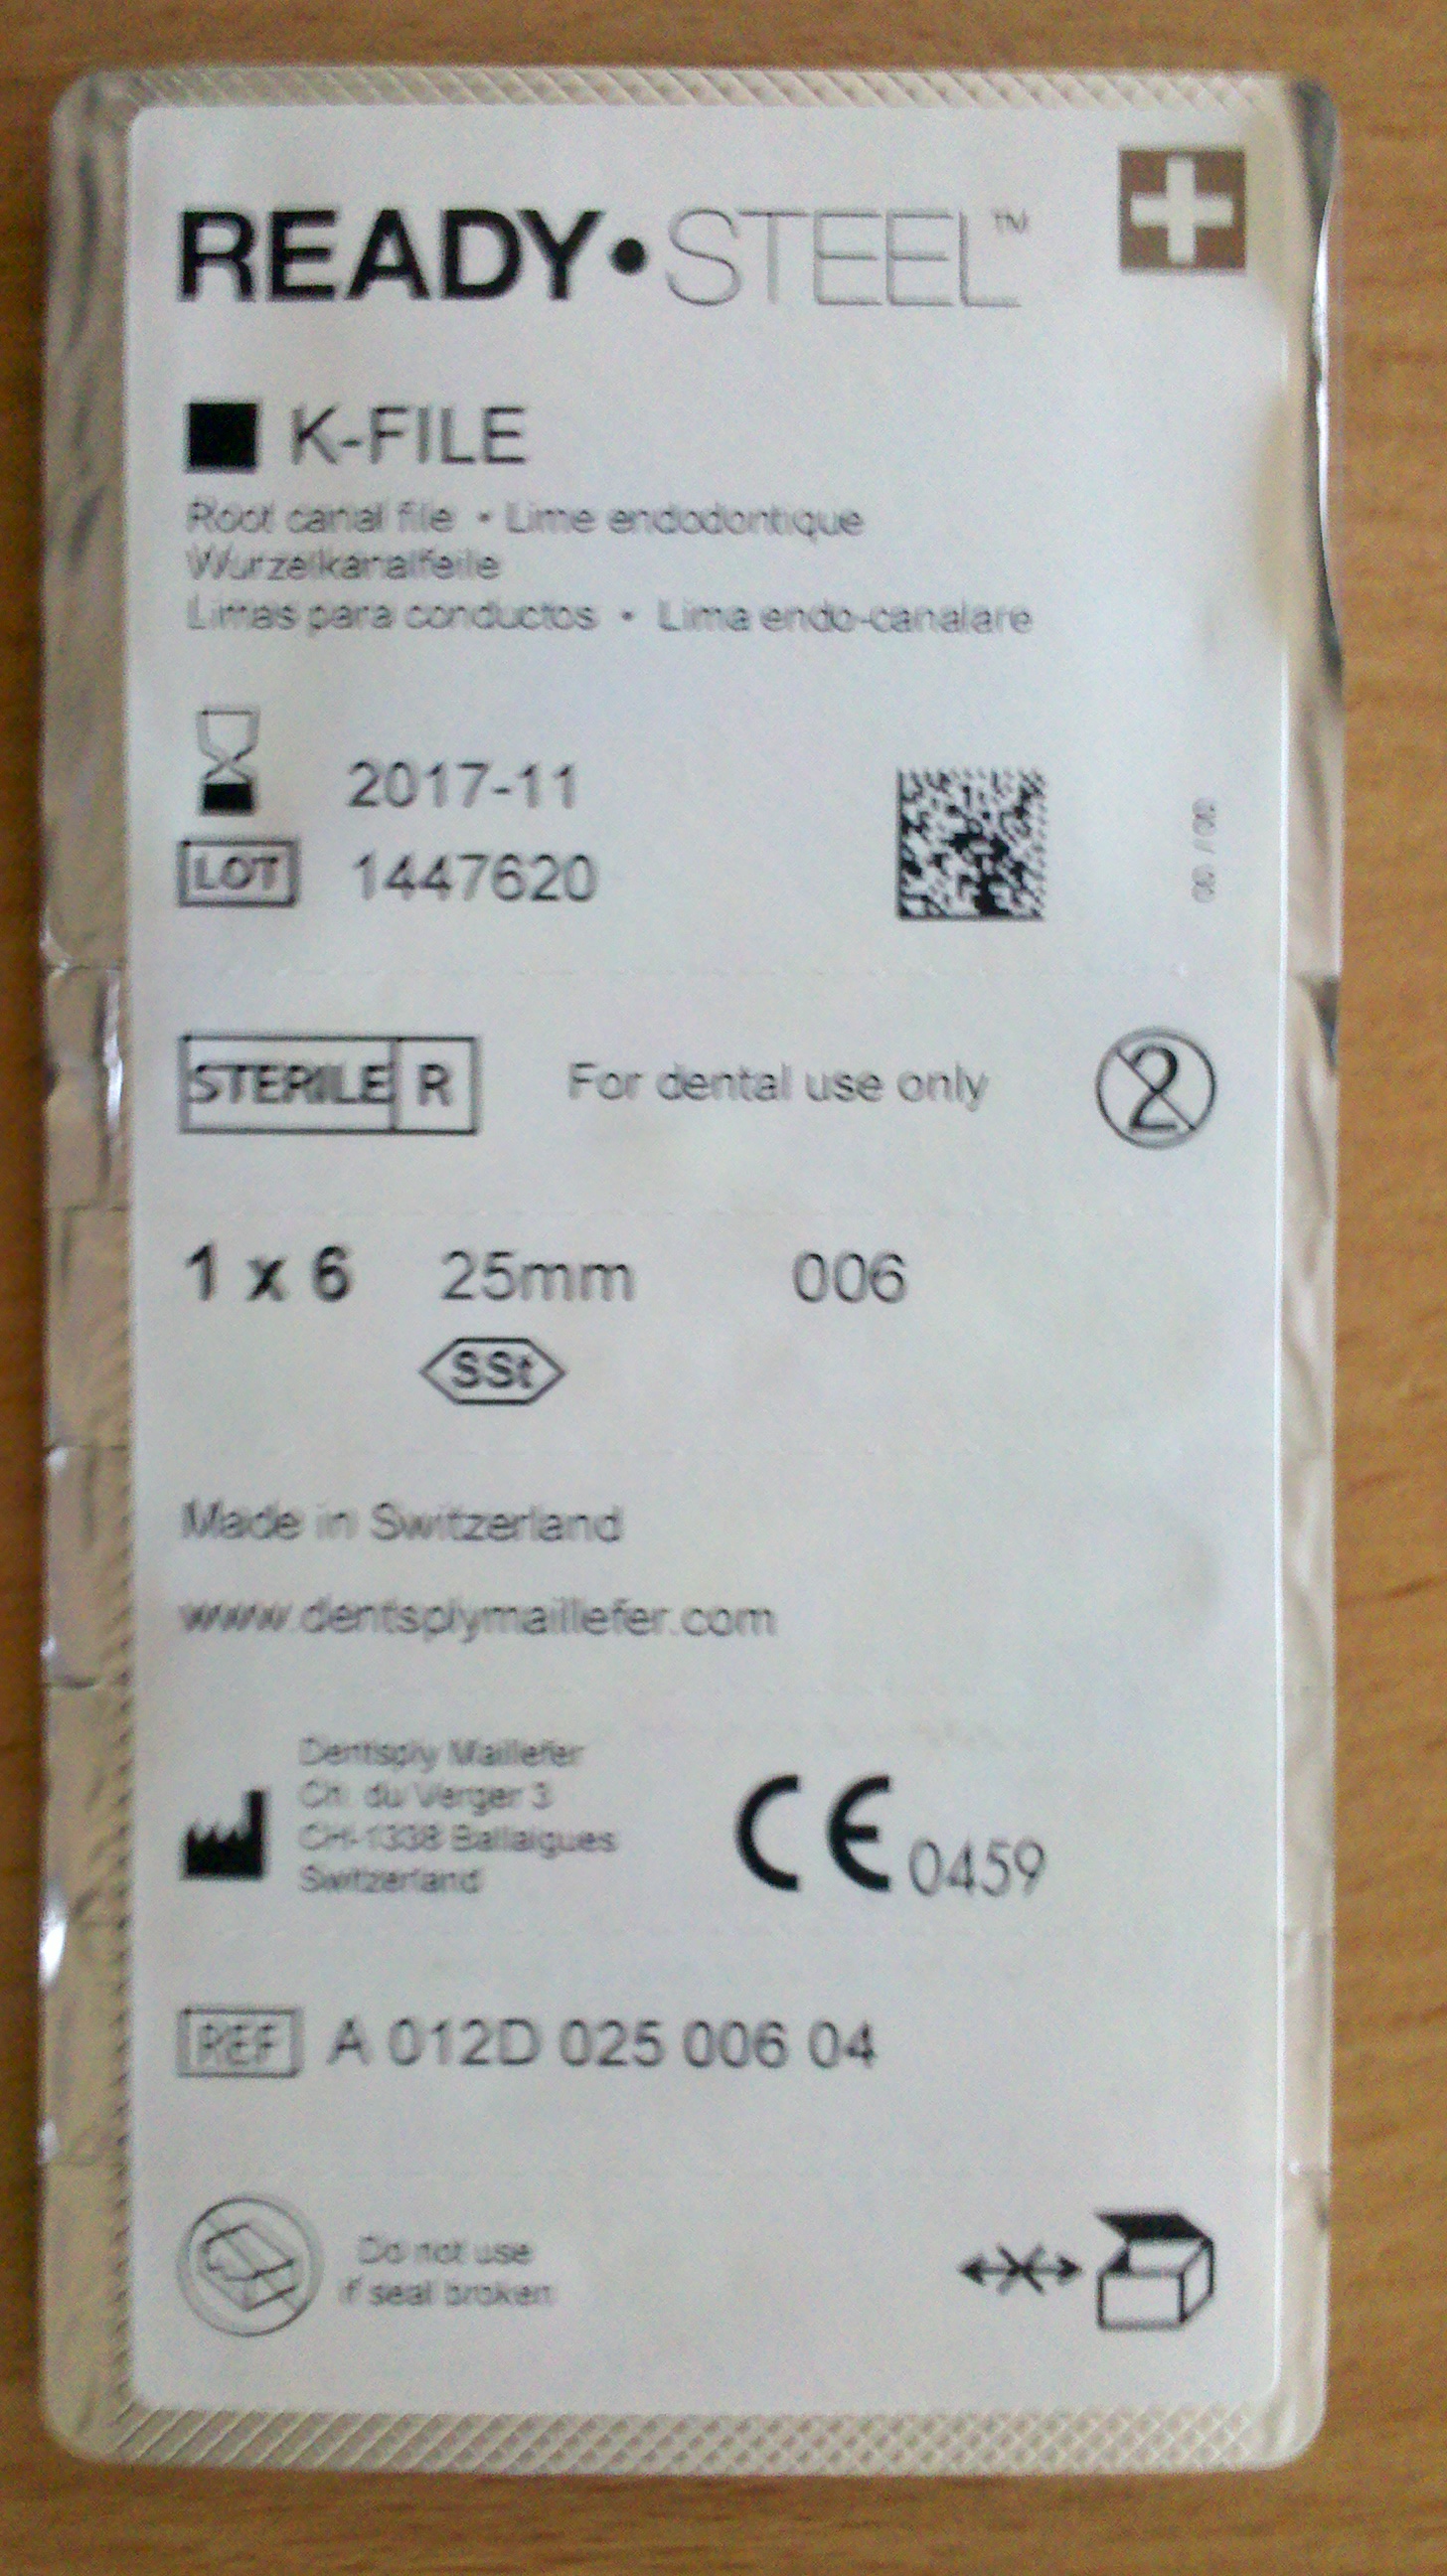 READY•STEEL™
K-FILE
Root canal file • Lime endodontique
Wurzelkanalfeile
Limas para conductos • Lima endo-canalare
2017-11
LOT 1447620
STERILE R For dental use only 2
1 x 6 25mm 006
SSt
Made in Switzerland
www.dentsplymaillefer.com
Dentsply Maillefer
Ch. du Verger 3
CH-1338 Ballaigues
Switzerland
CE 0459
REF A 012D 025 006 04
Do not use
if seal broken